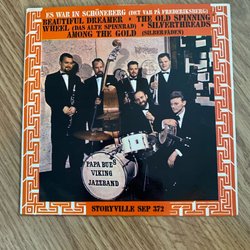 ES WAR IN SCHÖNEBERG (DET VAR PÅ FREDERIKSBERG)
BEAUTIFUL DREAMER • THE OLD SPINNING
WHEEL (DAS ALTE SPINNRAD) • SILVERTHREADS
AMONG THE GOLD (SILBERFÄDEN)
PAPA BUE'S
VIKING
JAZZBAND
STORYVILLE SEP 372